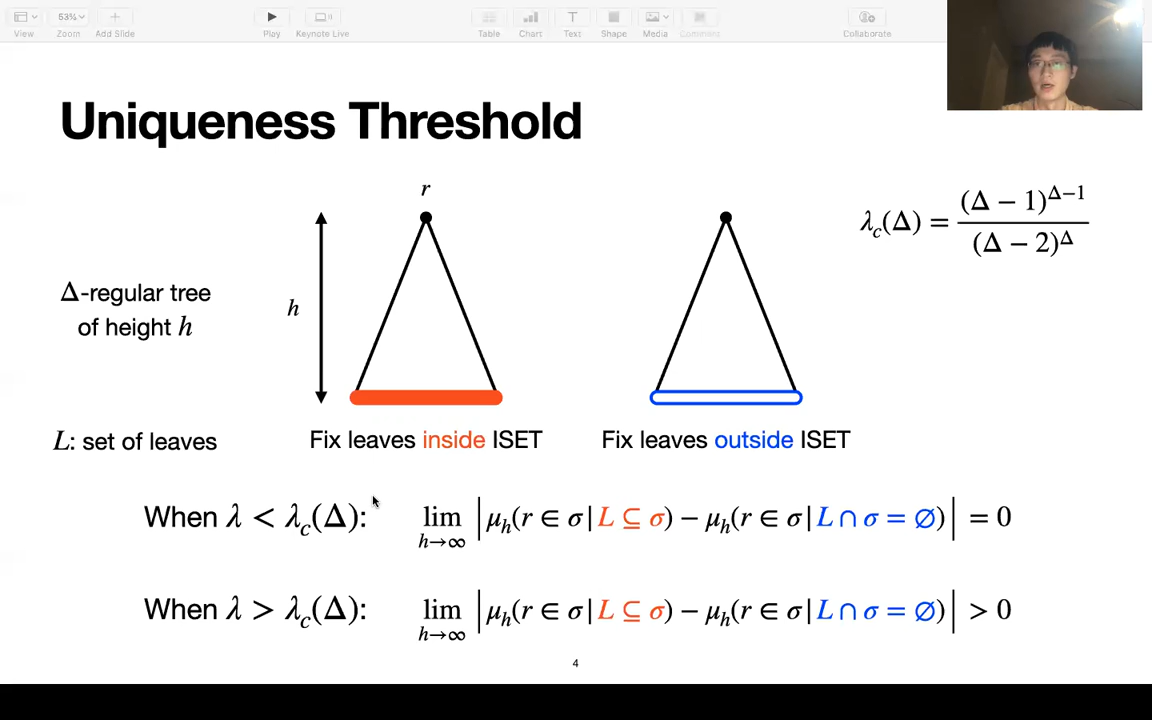 View
53%
Zoom
Add Slide
Play
Keynote Live
Table
Chart
Text
Shape
Media
Comment
Collaborate
Uniqueness Threshold
r
λ_c(Δ) = (Δ − 1)^{Δ−1} / (Δ − 2)^Δ
Δ-regular tree
of height h
h
L: set of leaves
Fix leaves inside ISET
Fix leaves outside ISET
When λ < λ_c(Δ): lim_{h→∞} |μ_h(r ∈ σ | L ⊆ σ) − μ_h(r ∈ σ | L ∩ σ = ∅)| = 0
When λ > λ_c(Δ): lim_{h→∞} |μ_h(r ∈ σ | L ⊆ σ) − μ_h(r ∈ σ | L ∩ σ = ∅)| > 0
4